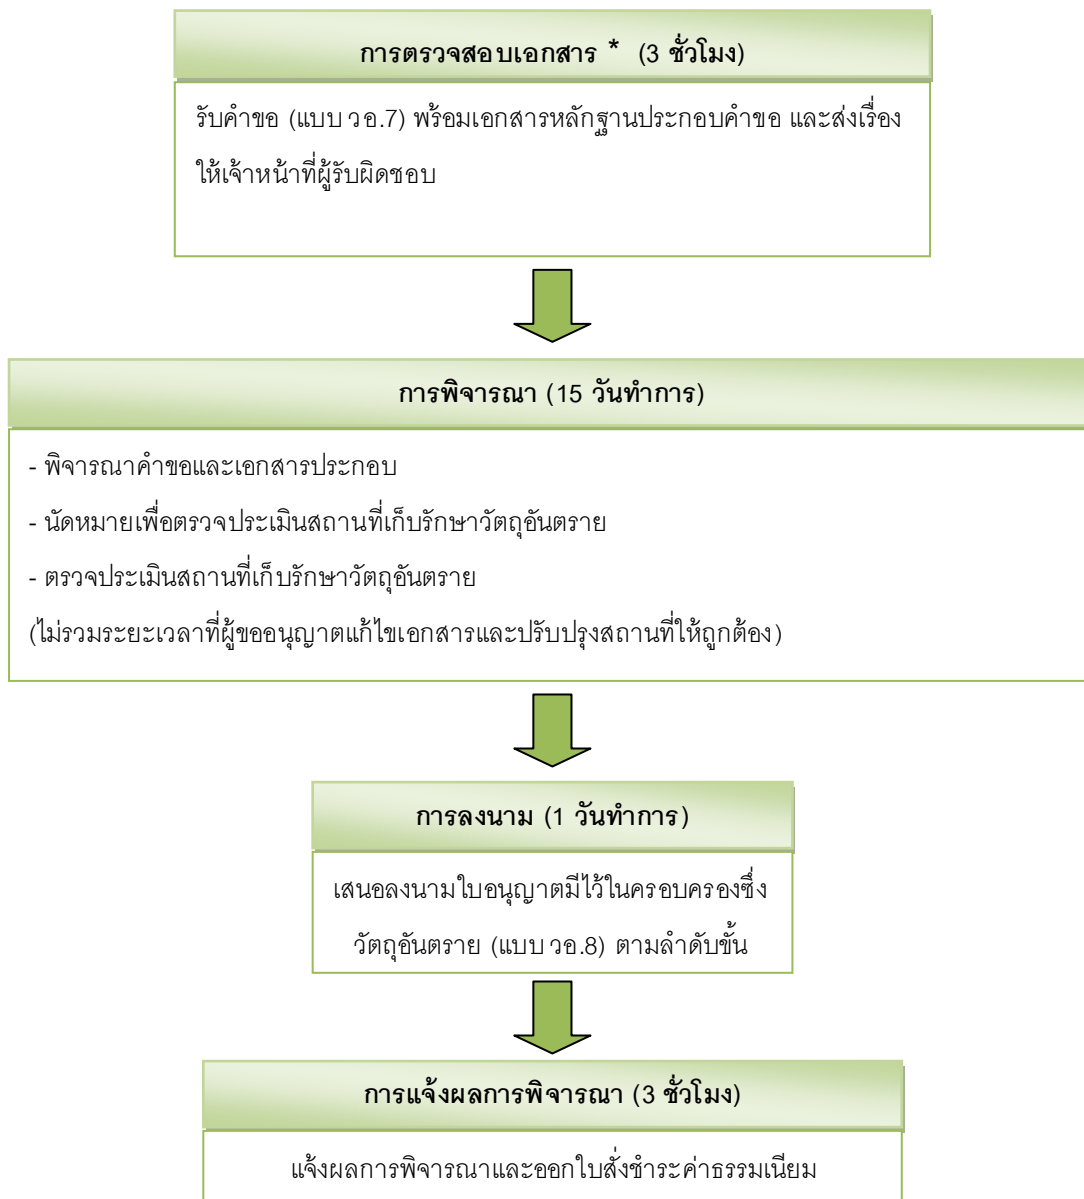 การตรวจสอบเอกสาร * (3 ชั่วโมง)
รับคำขอ (แบบ วอ.7) พร้อมเอกสารหลักฐานประกอบคำขอ และส่งเรื่อง
ให้เจ้าหน้าที่ผู้รับผิดชอบ
การพิจารณา (15 วันทำการ)
- พิจารณาคำขอและเอกสารประกอบ
- นัดหมายเพื่อตรวจประเมินสถานที่เก็บรักษาวัตถุอันตราย
- ตรวจประเมินสถานที่เก็บรักษาวัตถุอันตราย
(ไม่รวมระยะเวลาที่ผู้ขออนุญาตแก้ไขเอกสารและปรับปรุงสถานที่ให้ถูกต้อง)
การลงนาม (1 วันทำการ)
เสนอลงนามใบอนุญาตมีไว้ในครอบครองซึ่ง
วัตถุอันตราย (แบบ วอ.8) ตามลำดับขั้น
การแจ้งผลการพิจารณา (3 ชั่วโมง)
แจ้งผลการพิจารณาและออกใบสั่งชำระค่าธรรมเนียม